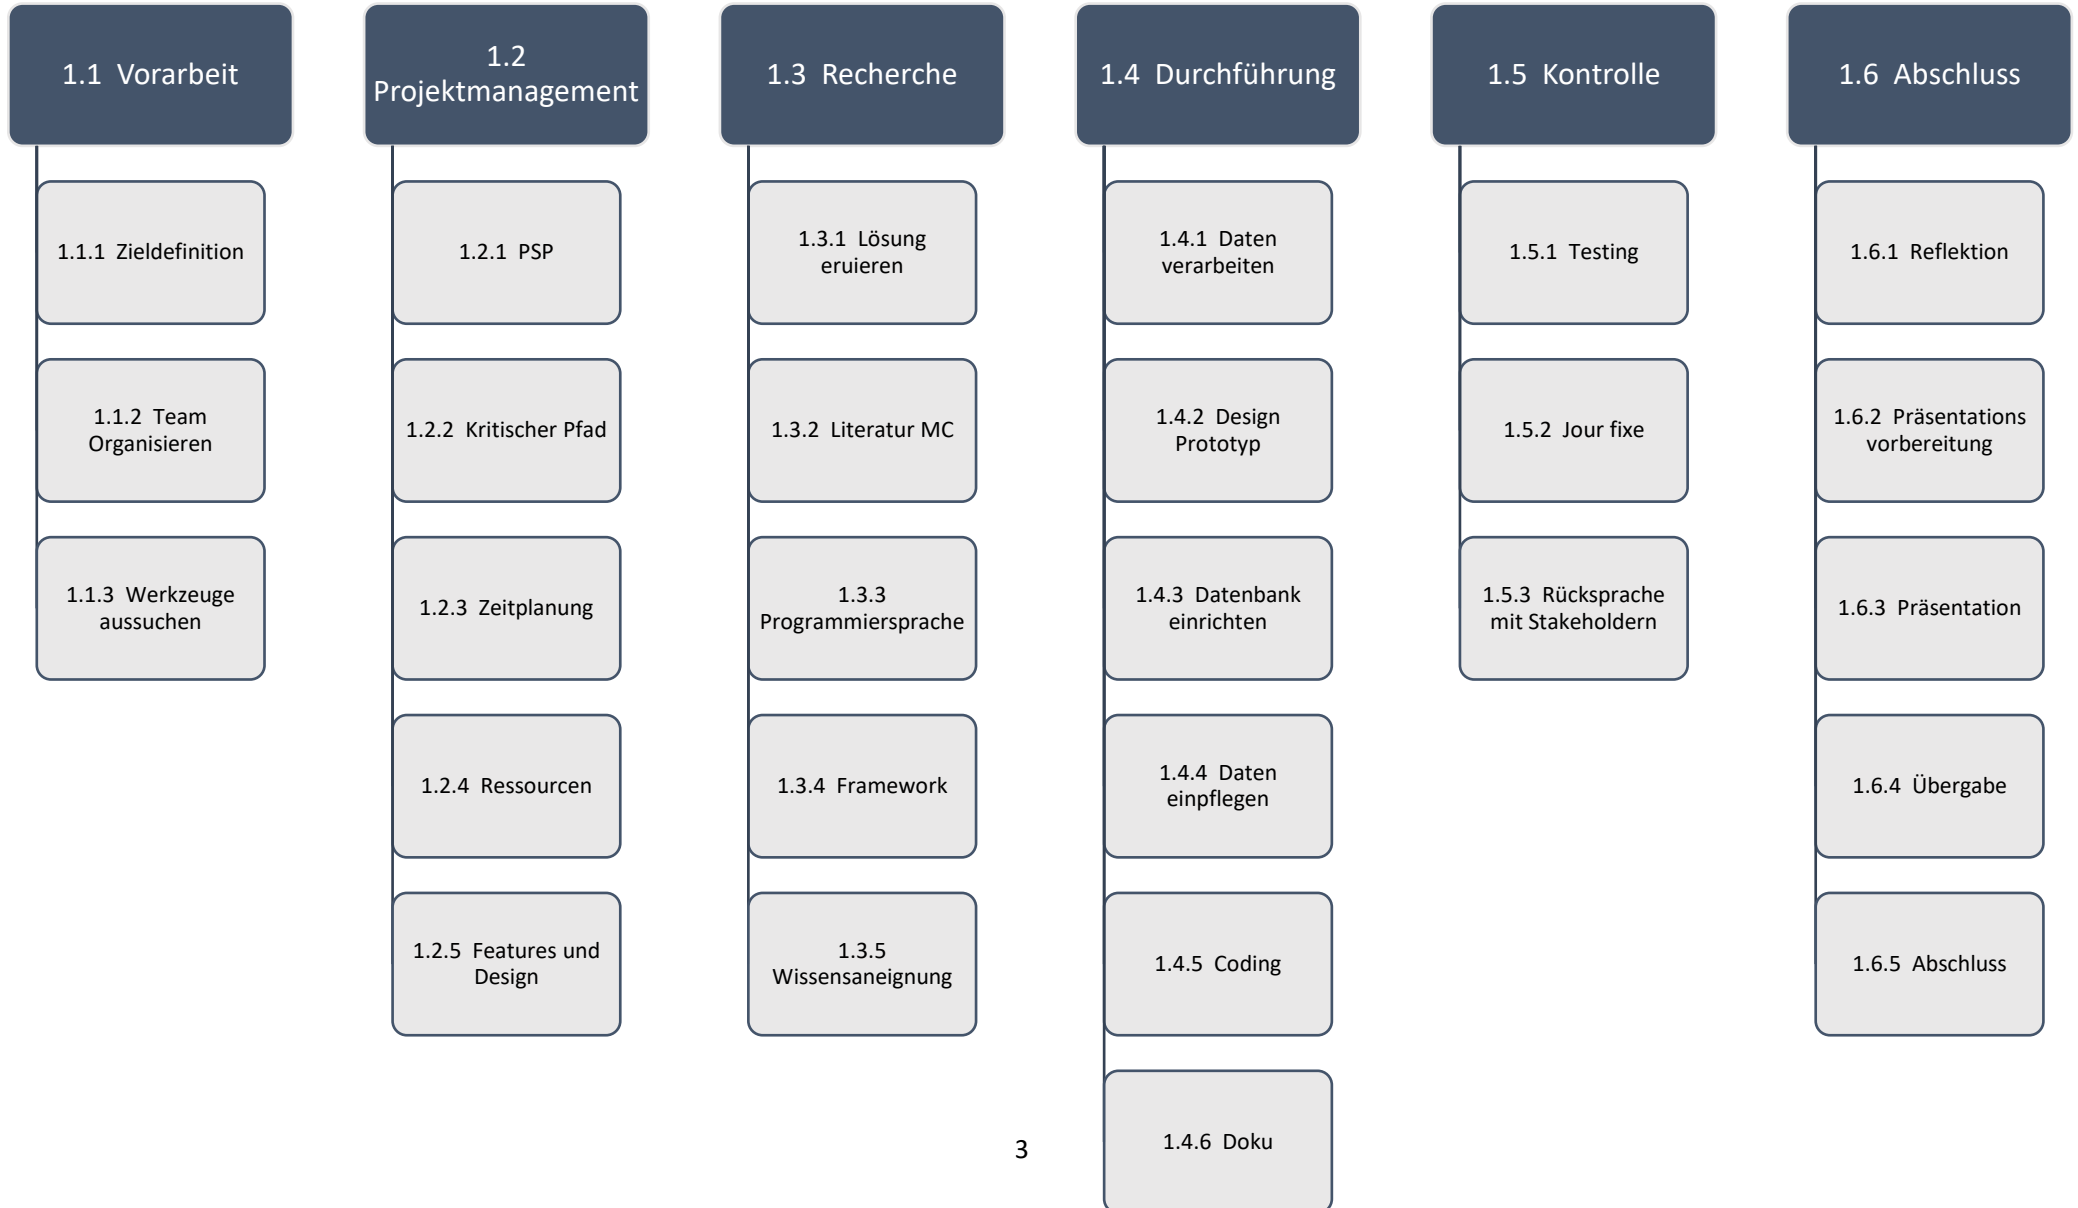 1.1 Vorarbeit
1.1.1 Zieldefinition
1.1.2 Team
Organisieren
1.1.3 Werkzeuge
aussuchen
1.2
Projektmanagement
1.2.1 PSP
1.2.2 Kritischer Pfad
1.2.3 Zeitplanung
1.2.4 Ressourcen
1.2.5 Features und
Design
1.3 Recherche
1.3.1 Lösung
eruieren
1.3.2 Literatur MC
1.3.3
Programmiersprache
1.3.4 Framework
1.3.5
Wissensaneignung
1.4 Durchführung
1.4.1 Daten
verarbeiten
1.4.2 Design
Prototyp
1.4.3 Datenbank
einrichten
1.4.4 Daten
einpflegen
1.4.5 Coding
1.4.6 Doku
1.5 Kontrolle
1.5.1 Testing
1.5.2 Jour fixe
1.5.3 Rücksprache
mit Stakeholdern
1.6 Abschluss
1.6.1 Reflektion
1.6.2 Präsentations
vorbereitung
1.6.3 Präsentation
1.6.4 Übergabe
1.6.5 Abschluss
3